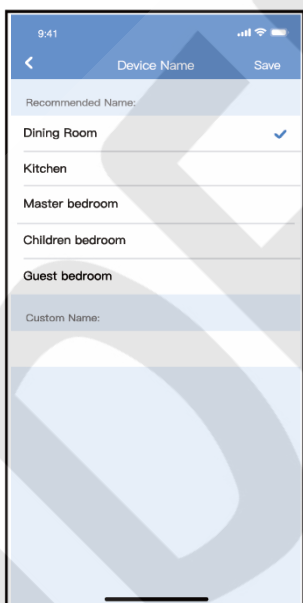 9:41
Device Name
Save
Recommended Name:
Dining Room
Kitchen
Master bedroom
Children bedroom
Guest bedroom
Custom Name: